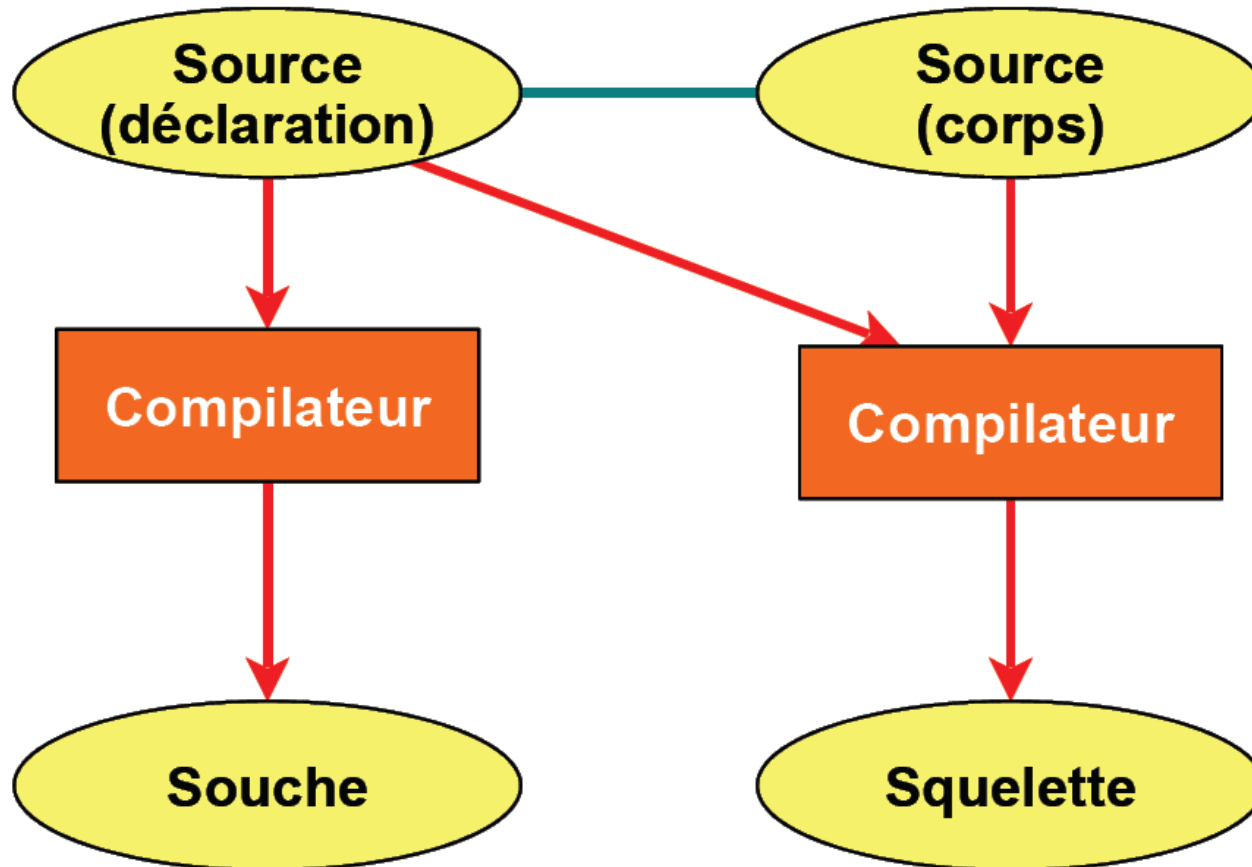 Source
(déclaration)
Source
(corps)
Compilateur
Compilateur
Souche
Squelette